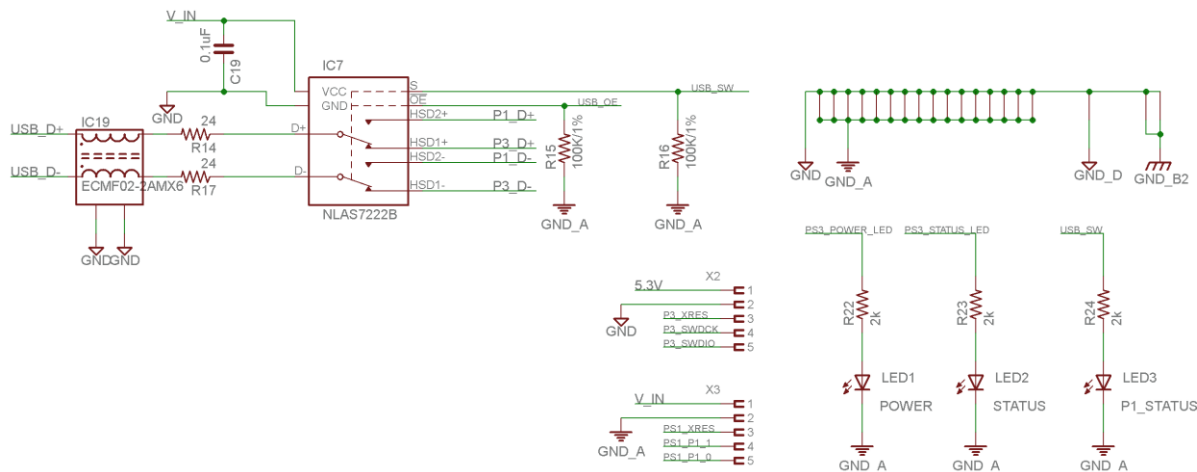 V_IN
0.1uF
C19
GND
IC7
VCC
GND
S
OE
USB_SW
USB_OE
D+
D-
HSD2+
HSD1+
HSD2-
HSD1-
P1_D+
P3_D+
P1_D-
P3_D-
NLAS7222B
IC19
USB_D+
USB_D-
ECMF02-2AMX6
24
R14
24
R17
GND
GND
R15
100K/1%
GND_A
R16
100K/1%
GND_A
GND
GND_A
GND_D
GND_B2
X2
5.3V
1
2
GND
P3_XRES
3
P3_SWDCK
4
P3_SWDIO
5
X3
V_IN
1
2
GND_A
PS1_XRES
3
PS1_P1_1
4
PS1_P1_0
5
PS3_POWER_LED
R22
2k
LED1
POWER
GND_A
PS3_STATUS_LED
R23
2k
LED2
STATUS
GND_A
USB_SW
R24
2k
LED3
P1_STATUS
GND_A